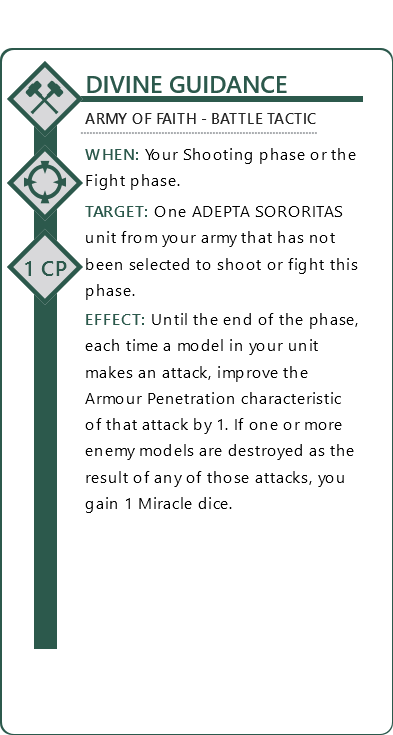 DIVINE GUIDANCE
ARMY OF FAITH - BATTLE TACTIC
WHEN: Your Shooting phase or the
Fight phase.
TARGET: One ADEPTA SORORITAS
unit from your army that has not
been selected to shoot or fight this
phase.
1 CP
EFFECT: Until the end of the phase,
each time a model in your unit
makes an attack, improve the
Armour Penetration characteristic
of that attack by 1. If one or more
enemy models are destroyed as the
result of any of those attacks, you
gain 1 Miracle dice.